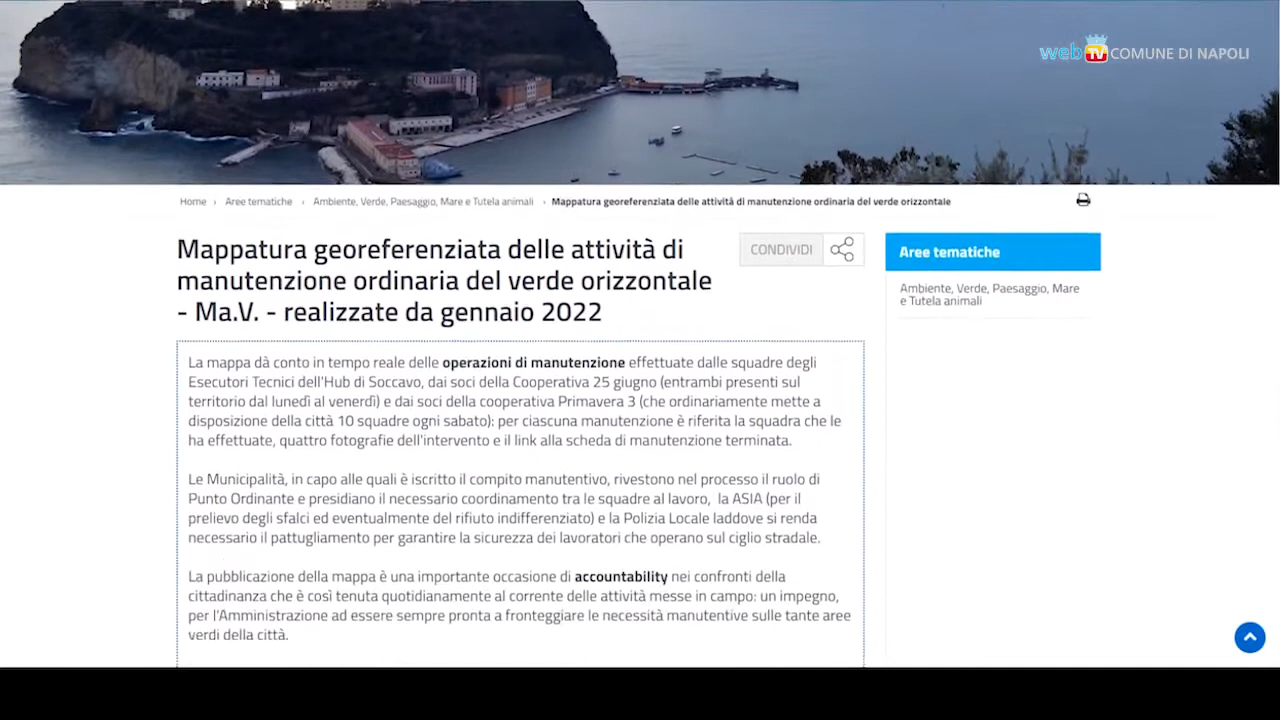 web TV COMUNE DI NAPOLI
Home › Aree tematiche › Ambiente, Verde, Paesaggio, Mare e Tutela animali › Mappatura georeferenziata delle attività di manutenzione ordinaria del verde orizzontale
Mappatura georeferenziata delle attività di
manutenzione ordinaria del verde orizzontale
- Ma.V. - realizzate da gennaio 2022
CONDIVIDI
Aree tematiche
Ambiente, Verde, Paesaggio, Mare
e Tutela animali
La mappa dà conto in tempo reale delle operazioni di manutenzione effettuate dalle squadre degli
Esecutori Tecnici dell'Hub di Soccavo, dai soci della Cooperativa 25 giugno (entrambi presenti sul
territorio dal lunedì al venerdì) e dai soci della cooperativa Primavera 3 (che ordinariamente mette a
disposizione della città 10 squadre ogni sabato): per ciascuna manutenzione è riferita la squadra che le
ha effettuate, quattro fotografie dell'intervento e il link alla scheda di manutenzione terminata.
Le Municipalità, in capo alle quali è iscritto il compito manutentivo, rivestono nel processo il ruolo di
Punto Ordinante e presidiano il necessario coordinamento tra le squadre al lavoro, la ASIA (per il
prelievo degli sfalci ed eventualmente del rifiuto indifferenziato) e la Polizia Locale laddove si renda
necessario il pattugliamento per garantire la sicurezza dei lavoratori che operano sul ciglio stradale.
La pubblicazione della mappa è una importante occasione di accountability nei confronti della
cittadinanza che è così tenuta quotidianamente al corrente delle attività messe in campo: un impegno,
per l'Amministrazione ad essere sempre pronta a fronteggiare le necessità manutentive sulle tante aree
verdi della città.